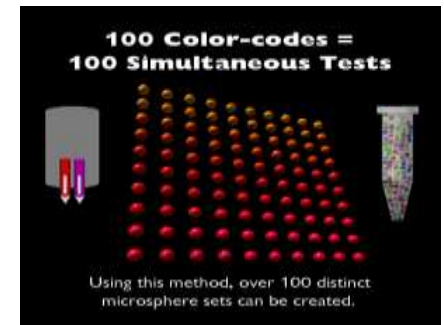 100 Color-codes =
100 Simultaneous Tests
Using this method, over 100 distinct
microsphere sets can be created.